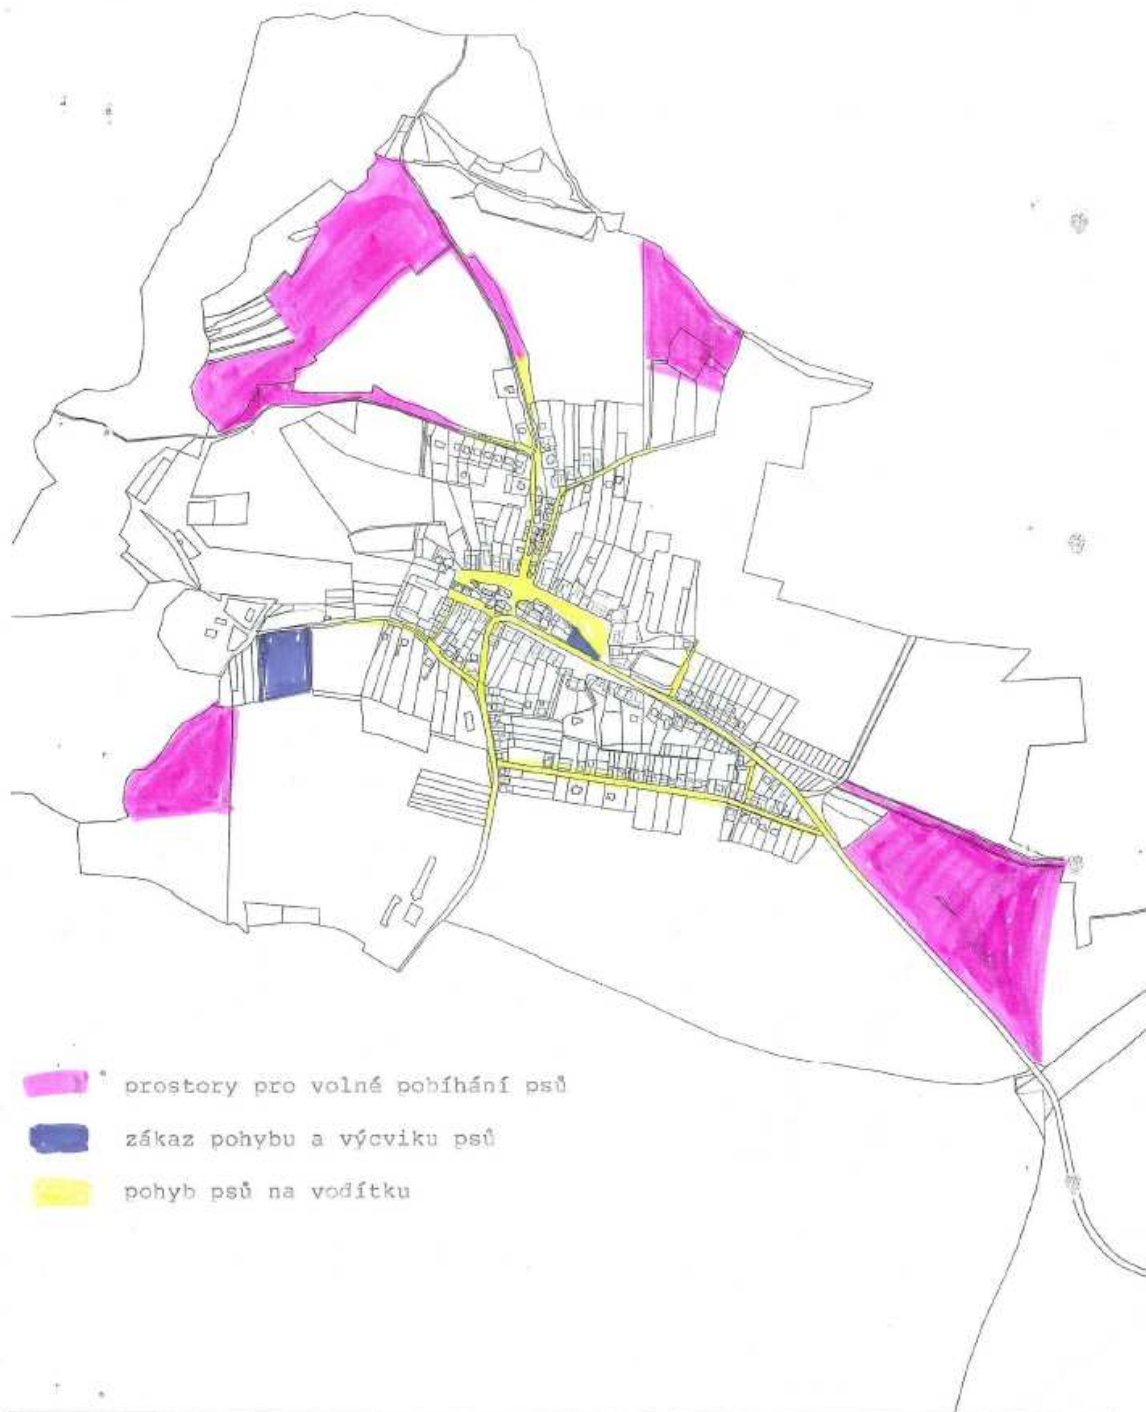 prostory pro volné pobíhání psů
zákaz pohybu a výcviku psů
pohyb psů na vodítku